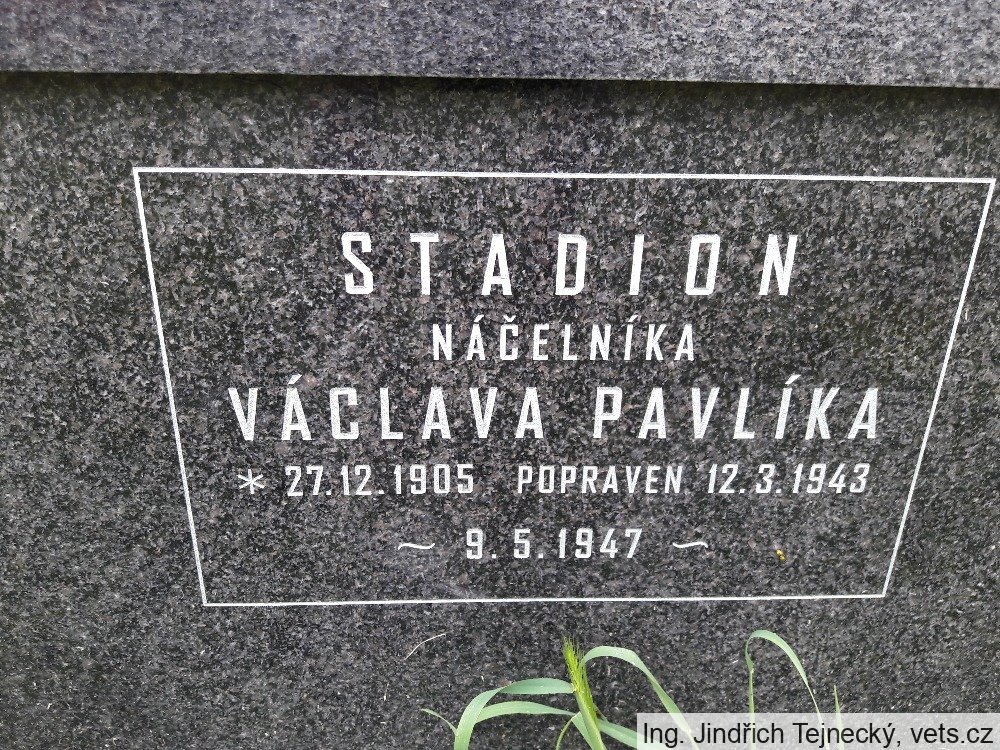 STADION
NÁČELNÍKA
VÁCLAVA PAVLÍKA
* 27.12.1905 POPRAVEN 12.3.1943
~ 9.5.1947 ~
Ing. Jindřich Tejnecký, vets.cz